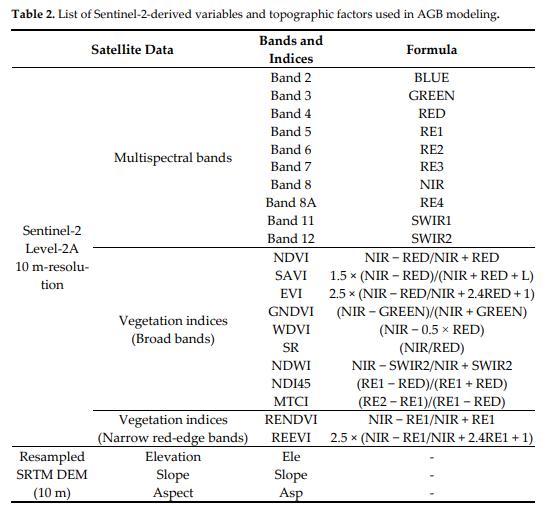 Table 2. List of Sentinel-2-derived variables and topographic factors used in AGB modeling.
Satellite Data Bands and Indices Formula
Sentinel-2
Level-2A
10 m-resolu-
tion
Multispectral bands
Band 2 BLUE
Band 3 GREEN
Band 4 RED
Band 5 RE1
Band 6 RE2
Band 7 RE3
Band 8 NIR
Band 8A RE4
Band 11 SWIR1
Band 12 SWIR2
Vegetation indices
(Broad bands)
NDVI NIR − RED/NIR + RED
SAVI 1.5 × (NIR − RED)/(NIR + RED + L)
EVI 2.5 × (NIR − RED/NIR + 2.4RED + 1)
GNDVI (NIR − GREEN)/(NIR + GREEN)
WDVI (NIR − 0.5 × RED)
SR (NIR/RED)
NDWI NIR − SWIR2/NIR + SWIR2
NDI45 (RE1 − RED)/(RE1 + RED)
MTCI (RE2 − RE1)/(RE1 − RED)
Vegetation indices
(Narrow red-edge bands)
RENDVI NIR − RE1/NIR + RE1
REEVI 2.5 × (NIR − RE1/NIR + 2.4RE1 + 1)
Resampled
SRTM DEM
(10 m)
Elevation Ele -
Slope Slope -
Aspect Asp -